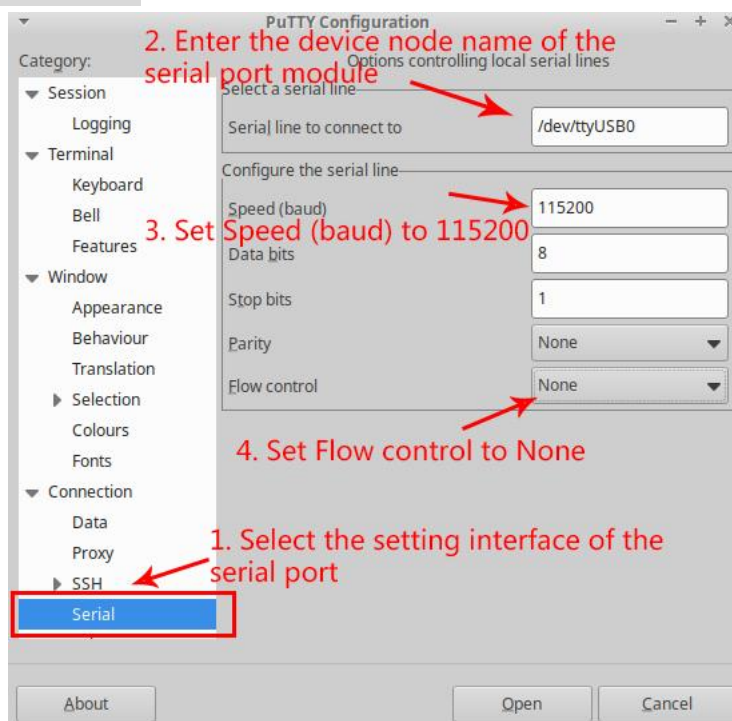 PuTTY Configuration
2. Enter the device node name of the
serial port module
Category:
Options controlling local serial lines
Session
Logging
Terminal
Keyboard
Bell
Features
Window
Appearance
Behaviour
Translation
Selection
Colours
Fonts
Connection
Data
Proxy
SSH
Serial
Select a serial line
Serial line to connect to
/dev/ttyUSB0
Configure the serial line
Speed (baud)
115200
3. Set Speed (baud) to 115200
Data bits
8
Stop bits
1
Parity
None
Flow control
None
4. Set Flow control to None
1. Select the setting interface of the
serial port
About
Open
Cancel